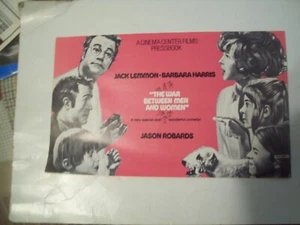 A CINEMA CENTER FILMS
PRESSBOOK
JACK LEMMON - BARBARA HARRIS
"THE WAR
BETWEEN MEN
AND WOMEN"
JASON ROBARDS